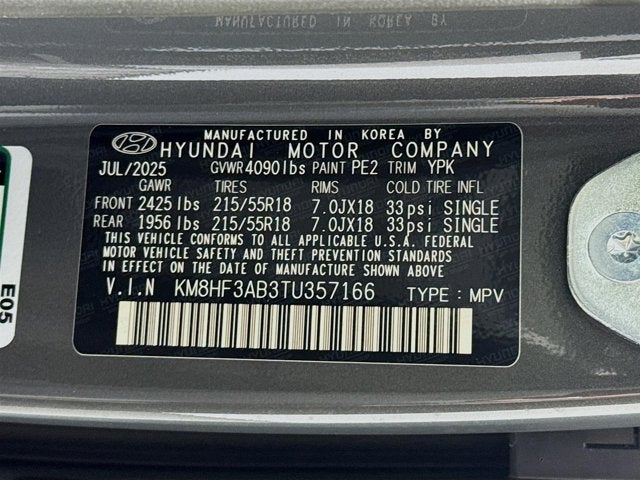 MANUFACTURED IN KOREA BY
HYUNDAI MOTOR COMPANY
JUL/2025 GVWR 4090lbs PAINT PE2 TRIM YPK
GAWR TIRES RIMS COLD TIRE INFL
FRONT 2425lbs 215/55R18 7.0JX18 33psi SINGLE
REAR 1956lbs 215/55R18 7.0JX18 33psi SINGLE
THIS VEHICLE CONFORMS TO ALL APPLICABLE U.S.A. FEDERAL
MOTOR VEHICLE SAFETY AND THEFT PREVENTION STANDARDS
IN EFFECT ON THE DATE OF MANUFACTURE SHOWN ABOVE.
V.I.N KM8HF3AB3TU357166 TYPE : MPV
E05